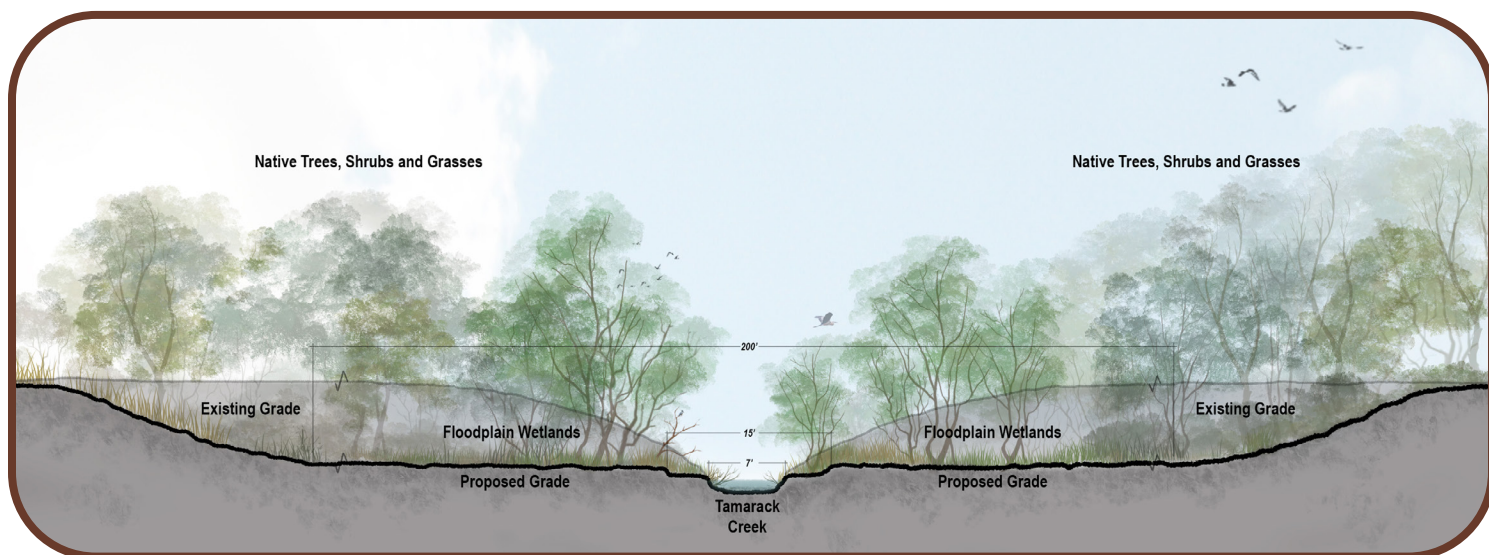 Native Trees, Shrubs and Grasses
Native Trees, Shrubs and Grasses
200'
Existing Grade
Existing Grade
Floodplain Wetlands
15'
Floodplain Wetlands
7'
Proposed Grade
Proposed Grade
Tamarack
Creek